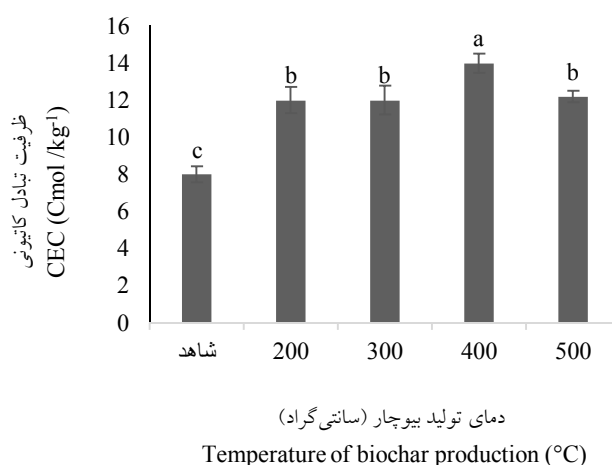 ظرفیت تبادل کاتیونی
CEC (Cmol /kg⁻¹)
16
14
12
10
8
6
4
2
0
c
b
b
a
b
شاهد 200 300 400 500
دمای تولید بیوچار (سانتی‌گراد)
Temperature of biochar production (°C)